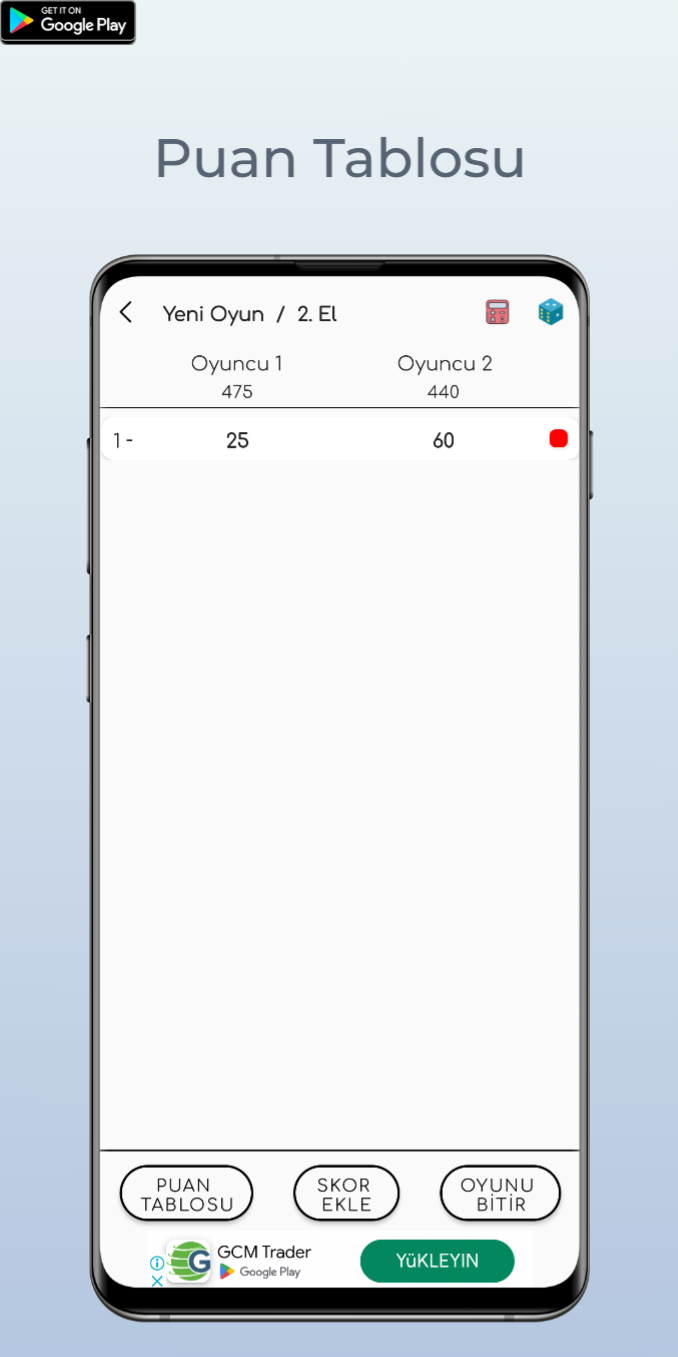 GET IT ON
Google Play
Puan Tablosu
Yeni Oyun / 2. El
Oyuncu 1 Oyuncu 2
475 440
1 - 25 60
PUAN TABLOSU
SKOR EKLE
OYUNU BİTİR
GCM Trader
Google Play
YüKLEYIN